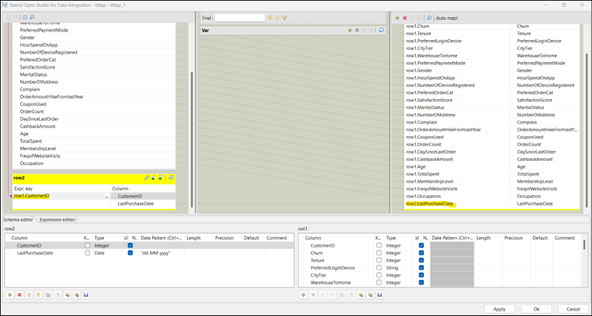 Talend Open Studio for Data Integration - tMap - tMap_1
WarehouseToHome
PreferredPaymentMode
Gender
HourSpendOnApp
NumberOfDeviceRegistered
PreferedOrderCat
SatisfactionScore
MaritalStatus
NumberOfAddress
Complain
OrderAmountHikeFromlastYear
CouponUsed
OrderCount
DaySinceLastOrder
CashbackAmount
Age
TotalSpent
MembershipLevel
FreqofWebsiteVisits
Occupation
row2
Expr. key Column
row1.CustomerID ... CustomerID
LastPurchaseDate
Find :
Var
Auto map!
row1.Churn Churn
row1.Tenure Tenure
row1.PreferredLoginDevice PreferredLoginDevice
row1.CityTier CityTier
row1.WarehouseToHome WarehouseToHome
row1.PreferredPaymentMode PreferredPaymentMode
row1.Gender Gender
row1.HourSpendOnApp HourSpendOnApp
row1.NumberOfDeviceRegistered NumberOfDeviceRegistered
row1.PreferedOrderCat PreferedOrderCat
row1.SatisfactionScore SatisfactionScore
row1.MaritalStatus MaritalStatus
row1.NumberOfAddress NumberOfAddress
row1.Complain Complain
row1.OrderAmountHikeFromlastYear OrderAmountHikeFromlastY...
row1.CouponUsed CouponUsed
row1.OrderCount OrderCount
row1.DaySinceLastOrder DaySinceLastOrder
row1.CashbackAmount CashbackAmount
row1.Age Age
row1.TotalSpent TotalSpent
row1.MembershipLevel MembershipLevel
row1.FreqofWebsiteVisits FreqofWebsiteVisits
row1.Occupation Occupation
row2.LastPurchaseDate LastPurchaseDate
Schema editor Expression editor
row2
Column K... Type N. Date Pattern (Ctrl+... Length Precision Default Comment
CustomerID Integer
LastPurchaseDate Date "dd-MM-yyyy"
out1
Column K... Type N. Date Pattern (Ctrl+... Length Precision Default Comment
CustomerID Integer
Churn Integer
Tenure Integer
PreferredLoginDevice String
CityTier Integer
WarehouseToHome Integer
Apply Ok Cancel